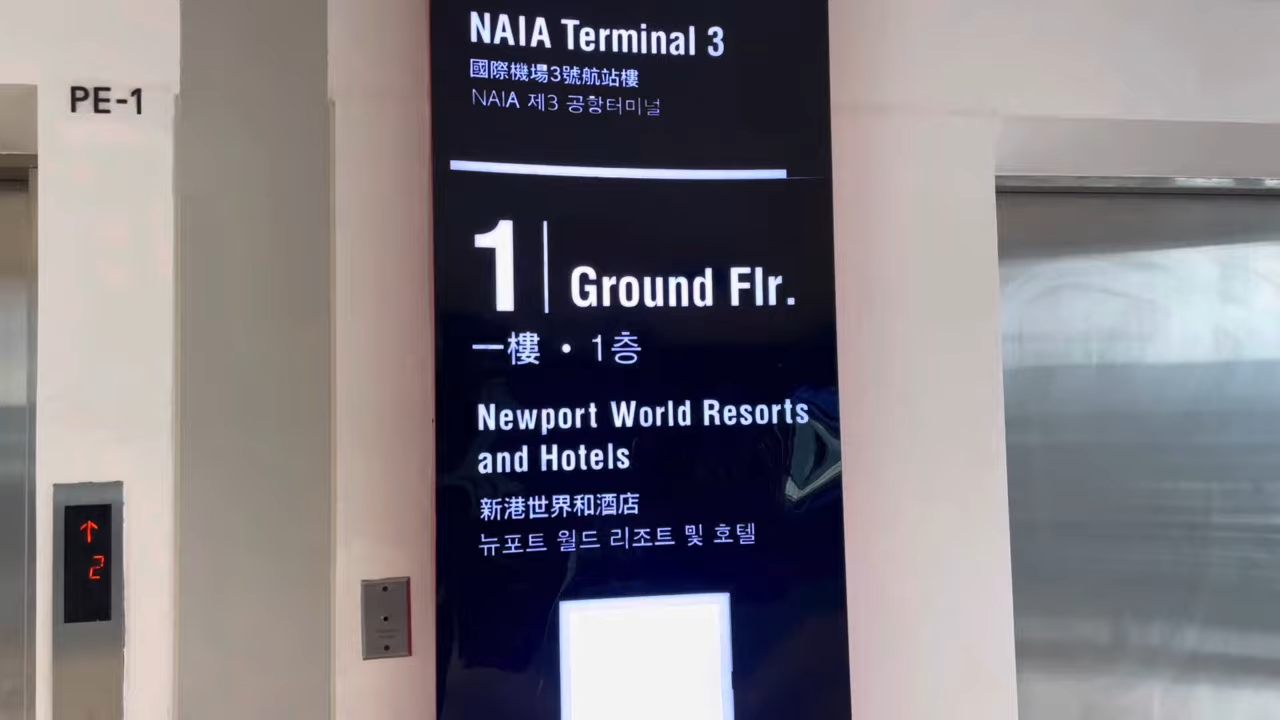 NAIA Terminal 3
國際機場3號航站樓
NAIA 제3 공항터미널
PE-1
1 | Ground Flr.
一樓 • 1층
Newport World Resorts
and Hotels
新港世界和酒店
뉴포트 월드 리조트 및 호텔
↑
2